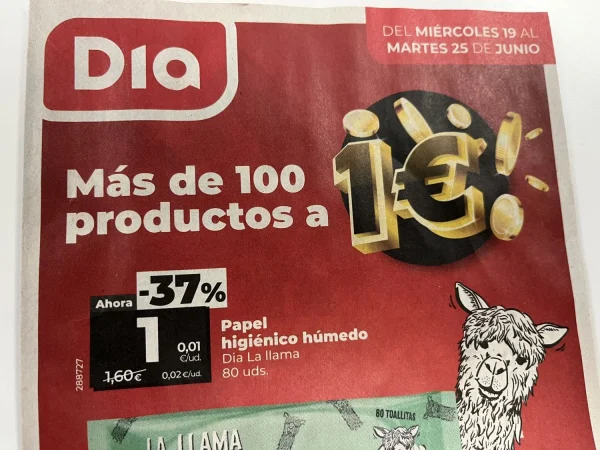 Dia
DEL MIÉRCOLES 19 AL
MARTES 25 DE JUNIO
Más de 100
productos a
¡1€!
-37%
Ahora
1
0,01
€/ud.
1,60€
0,02 €/ud.
288727
Papel
higiénico húmedo
Dia La llama
80 uds.
80 TOALLITAS
LA LLAMA